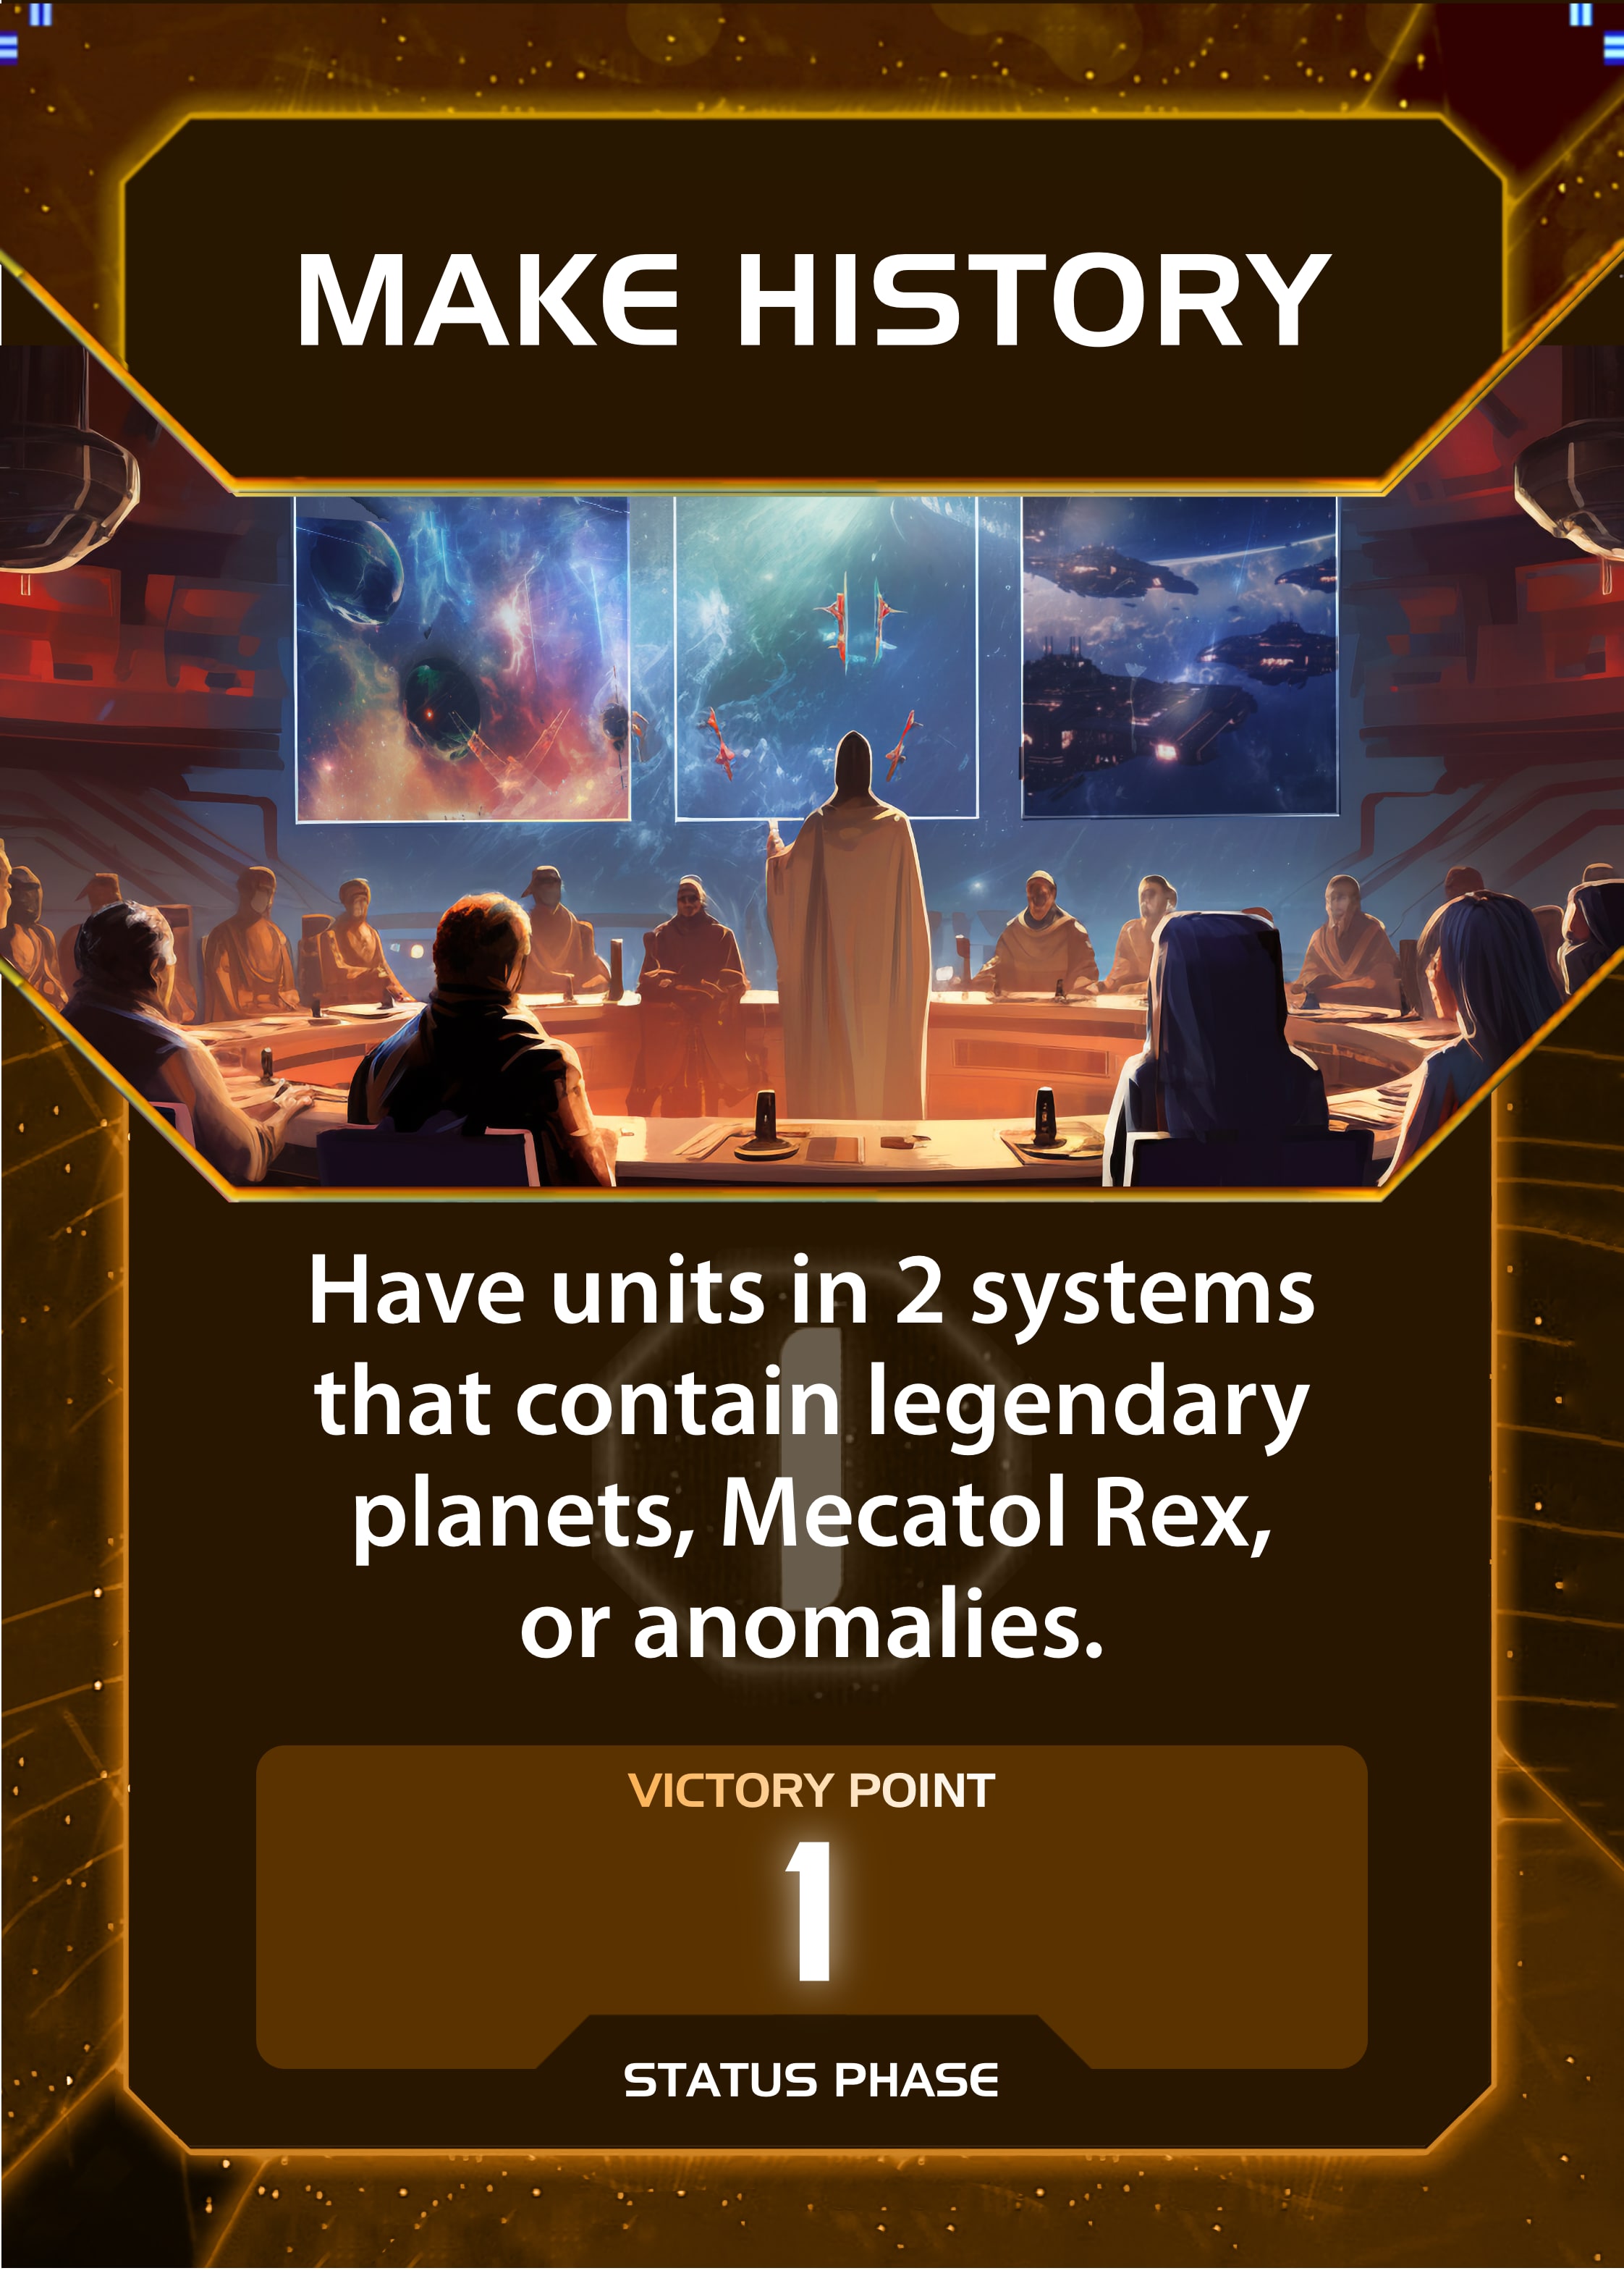 MAKE HISTORY
Have units in 2 systems
that contain legendary
planets, Mecatol Rex,
or anomalies.
VICTORY POINT
1
STATUS PHASE